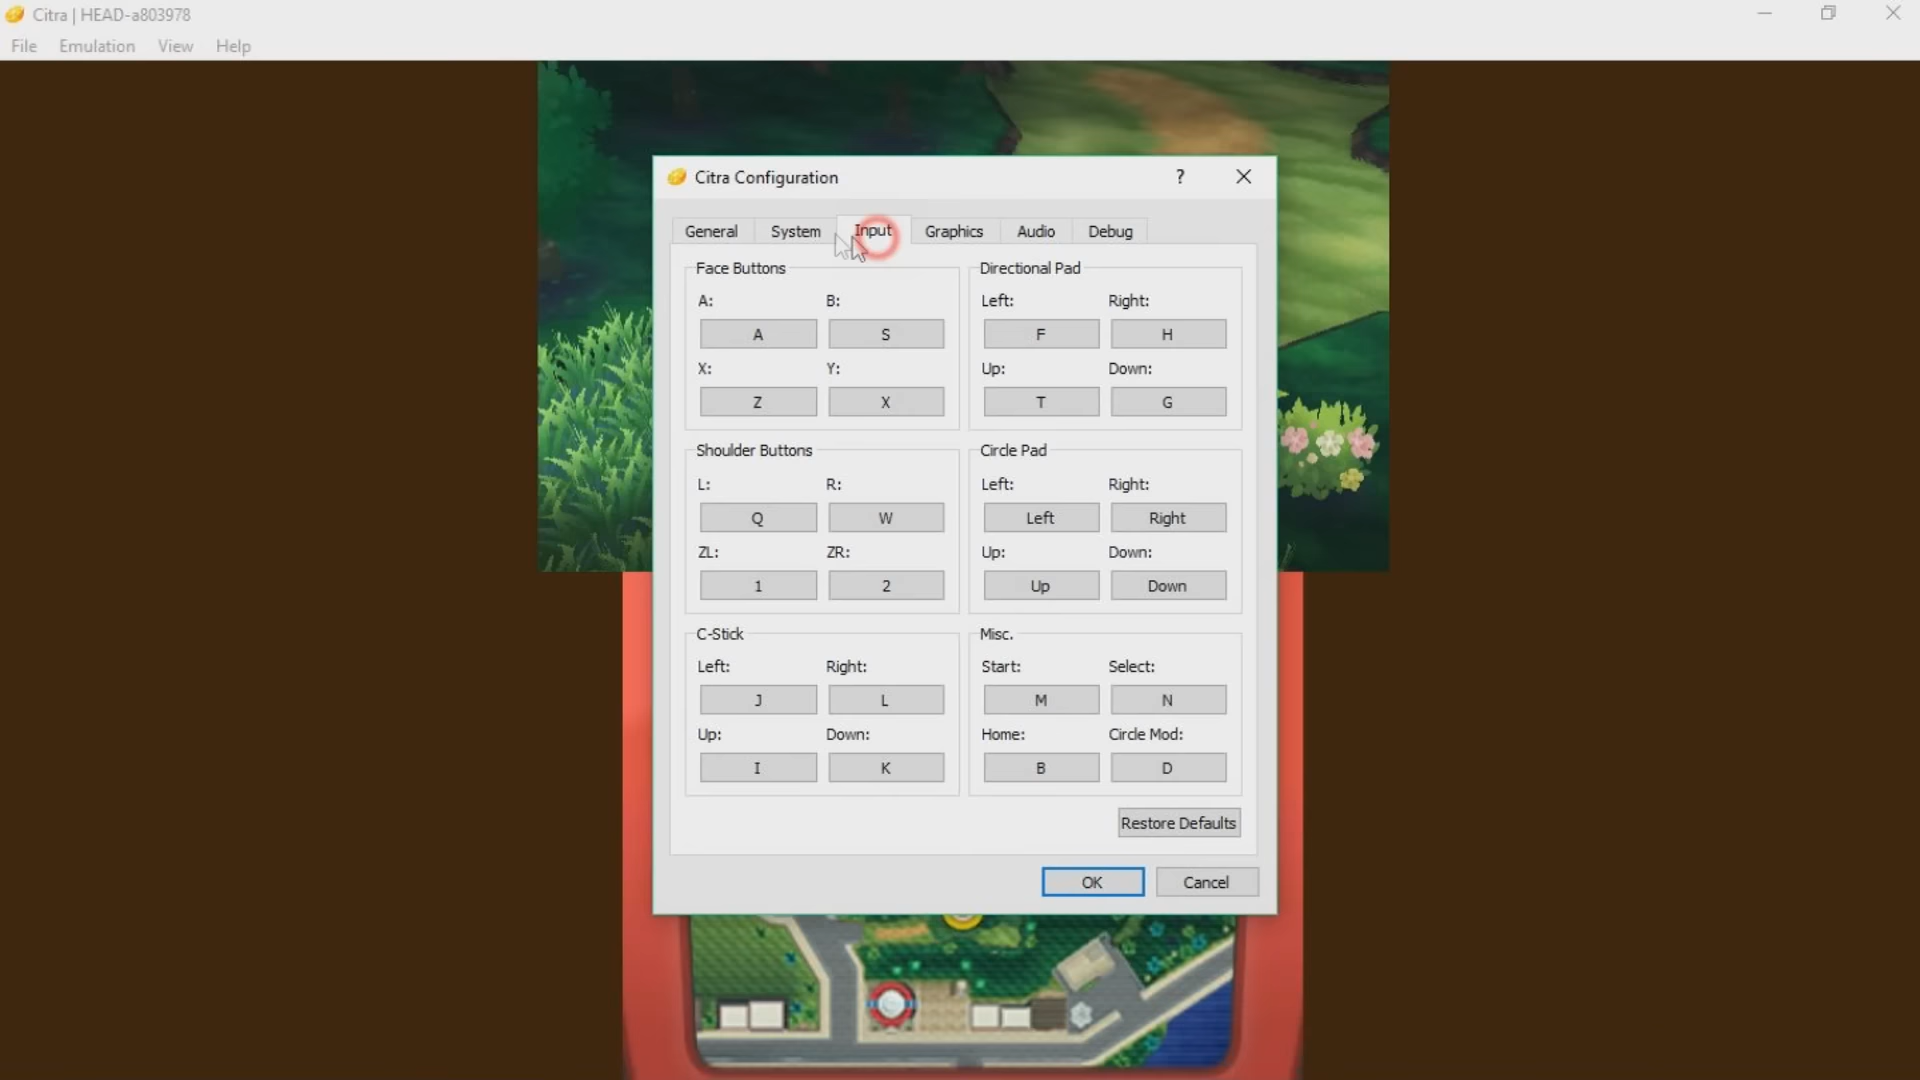 Citra | HEAD-a803978
File Emulation View Help
Citra Configuration ?
General System Input Graphics Audio Debug
Face Buttons
A: B:
A S
X: Y:
Z X
Directional Pad
Left: Right:
F H
Up: Down:
T G
Shoulder Buttons
L: R:
Q W
ZL: ZR:
1 2
Circle Pad
Left: Right:
Left Right
Up: Down:
Up Down
C-Stick
Left: Right:
J L
Up: Down:
I K
Misc.
Start: Select:
M N
Home: Circle Mod:
B D
Restore Defaults
OK Cancel